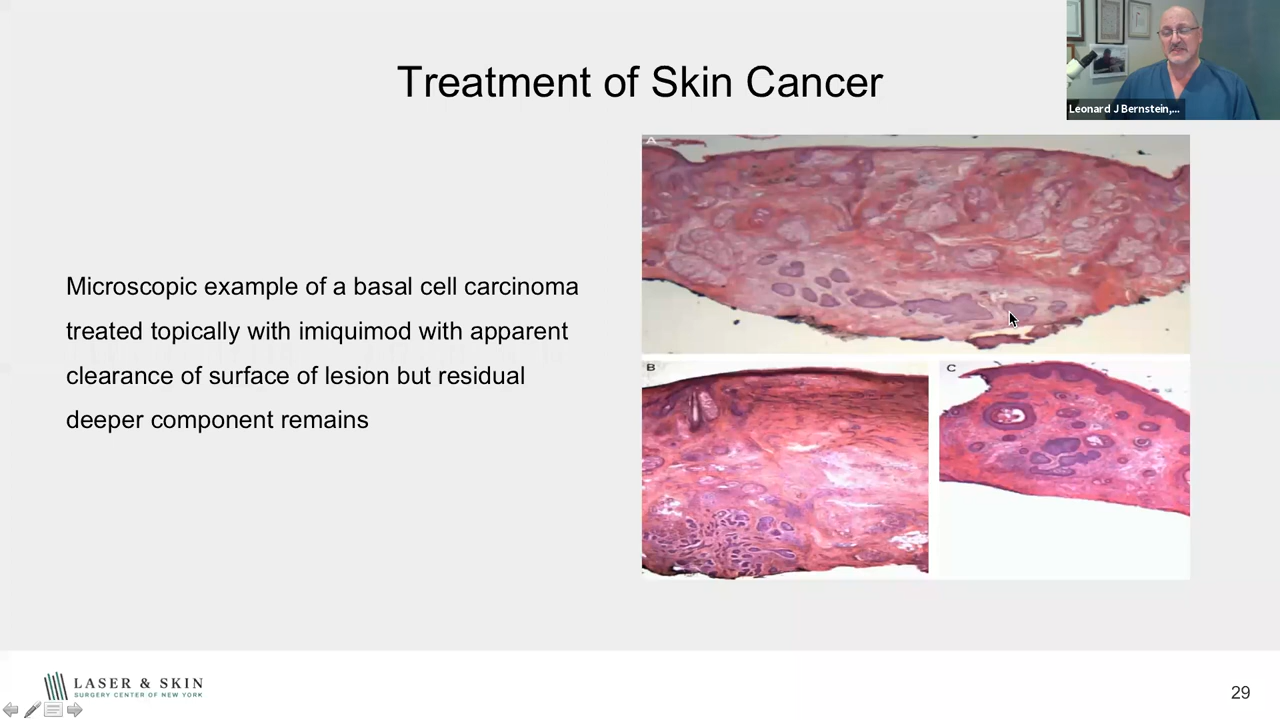 Leonard J Bernstein,...
Treatment of Skin Cancer
A
Microscopic example of a basal cell carcinoma
treated topically with imiquimod with apparent
clearance of surface of lesion but residual
deeper component remains
B
C
LASER & SKIN
SURGERY CENTER OF NEW YORK
29